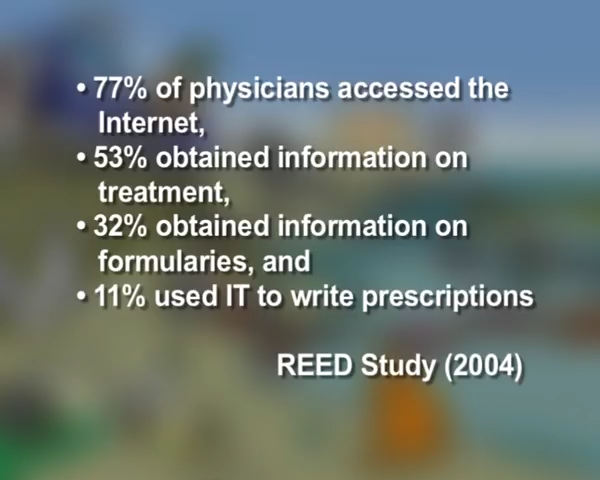 • 77% of physicians accessed the
Internet,
• 53% obtained information on
treatment,
• 32% obtained information on
formularies, and
• 11% used IT to write prescriptions
REED Study (2004)